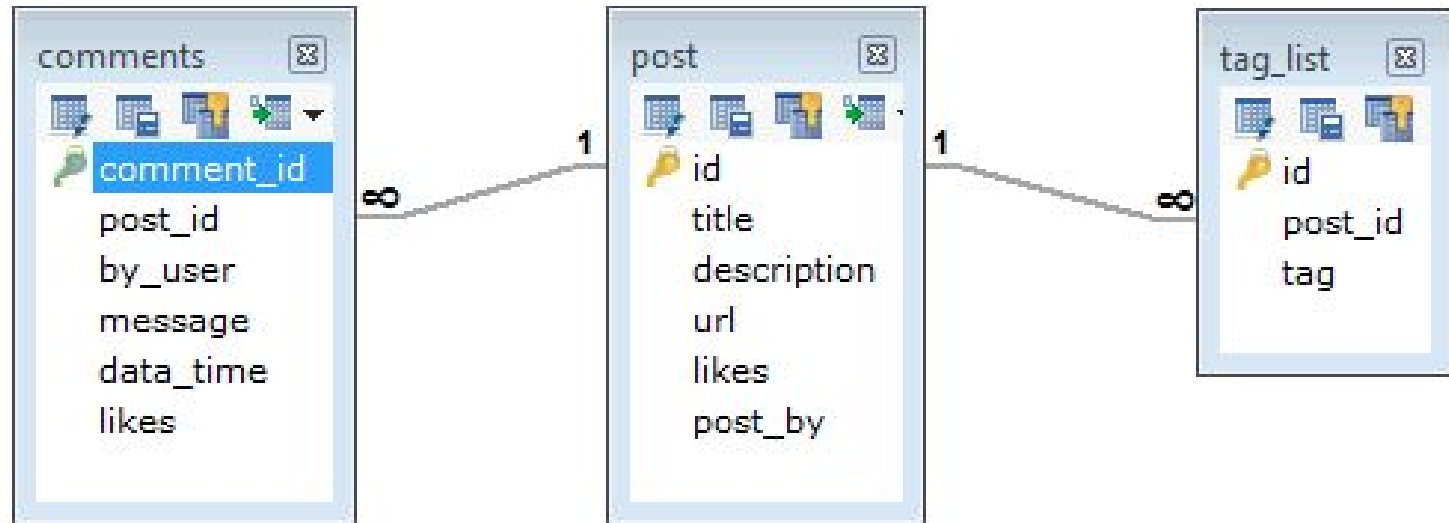 comments
comment_id
post_id
by_user
message
data_time
likes
∞
1
post
id
title
description
url
likes
post_by
1
∞
tag_list
id
post_id
tag